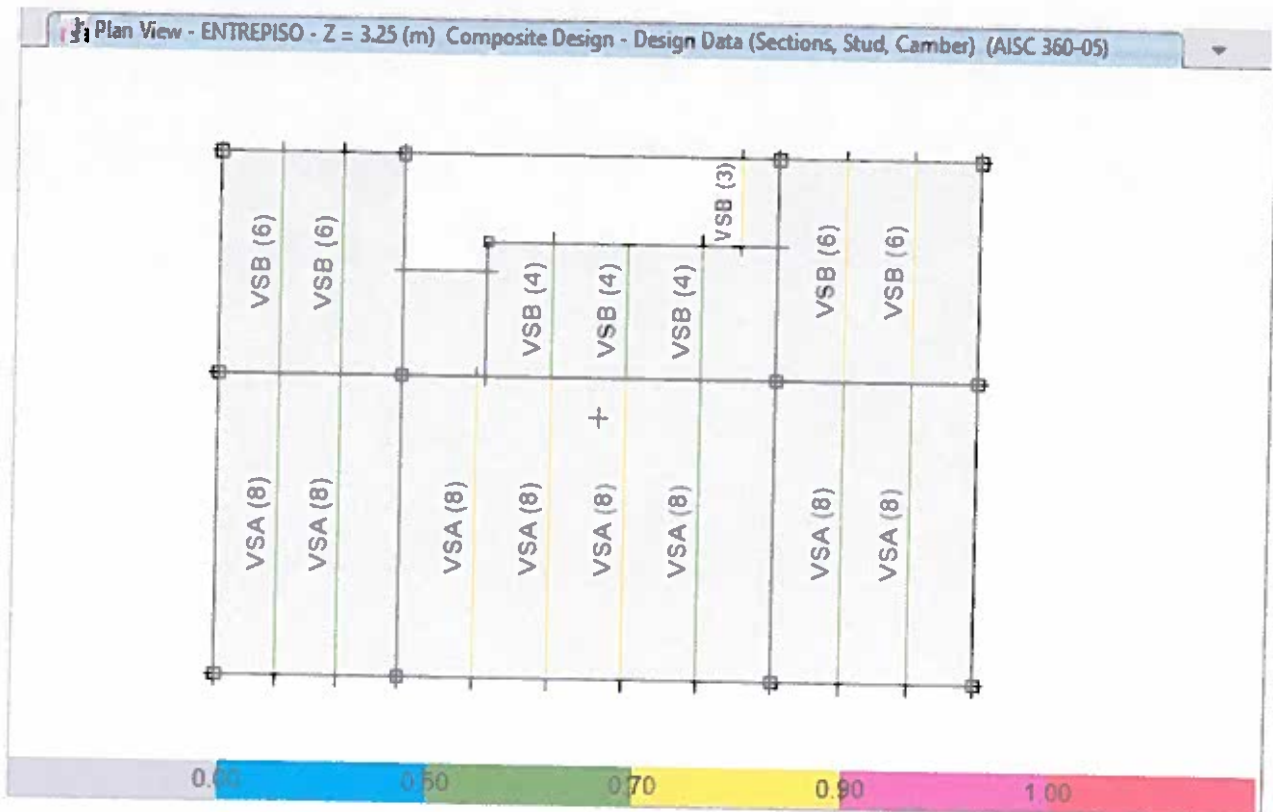 Plan View - ENTREPISO - Z = 3.25 (m) Composite Design - Design Data (Sections, Stud, Camber) (AISC 360-05)
VSB (6)
VSB (6)
VSB (3)
VSB (6)
VSB (6)
VSB (4)
VSB (4)
VSB (4)
VSA (8)
VSA (8)
VSA (8)
VSA (8)
VSA (8)
VSA (8)
VSA (8)
VSA (8)
0.50 0.70 0.90 1.00